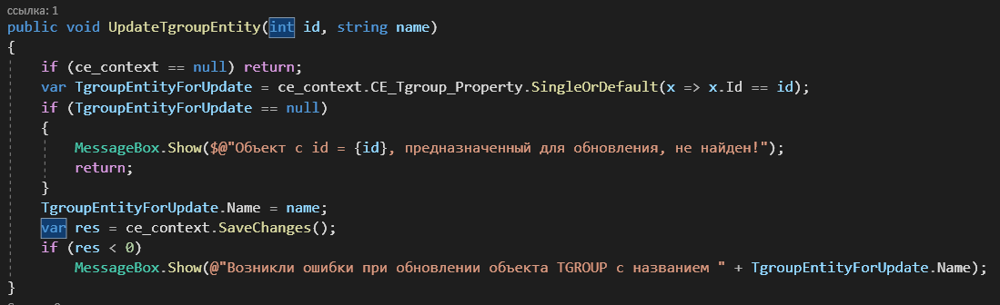 ссылка: 1
public void UpdateTgroupEntity(int id, string name)
{
if (ce_context == null) return;
var TgroupEntityForUpdate = ce_context.CE_Tgroup_Property.SingleOrDefault(x => x.Id == id);
if (TgroupEntityForUpdate == null)
{
MessageBox.Show($@"Объект с id = {id}, предназначенный для обновления, не найден!");
return;
}
TgroupEntityForUpdate.Name = name;
var res = ce_context.SaveChanges();
if (res < 0)
MessageBox.Show(@"Возникли ошибки при обновлении объекта TGROUP с названием " + TgroupEntityForUpdate.Name);
}